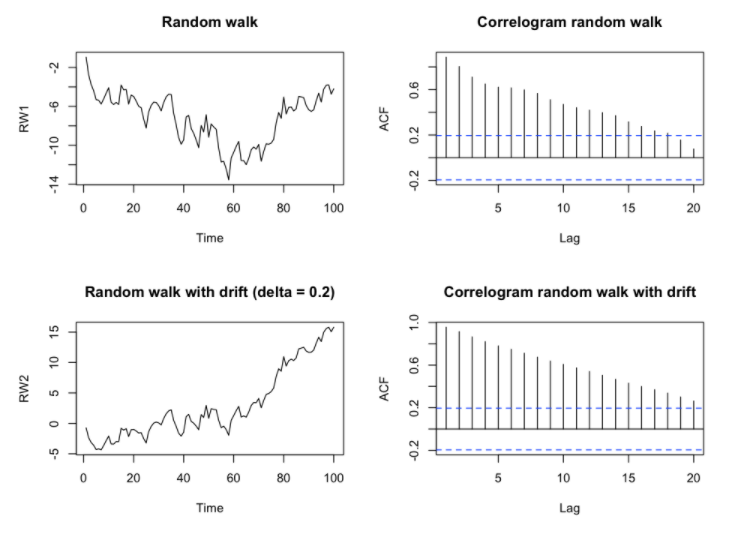 Random walk
RW1
-2
-6
-10
-14
0 20 40 60 80 100
Time
Correlogram random walk
ACF
0.6
0.2
-0.2
5 10 15 20
Lag
Random walk with drift (delta = 0.2)
RW2
15
10
5
0
-5
0 20 40 60 80 100
Time
Correlogram random walk with drift
ACF
1.0
0.6
0.2
-0.2
5 10 15 20
Lag